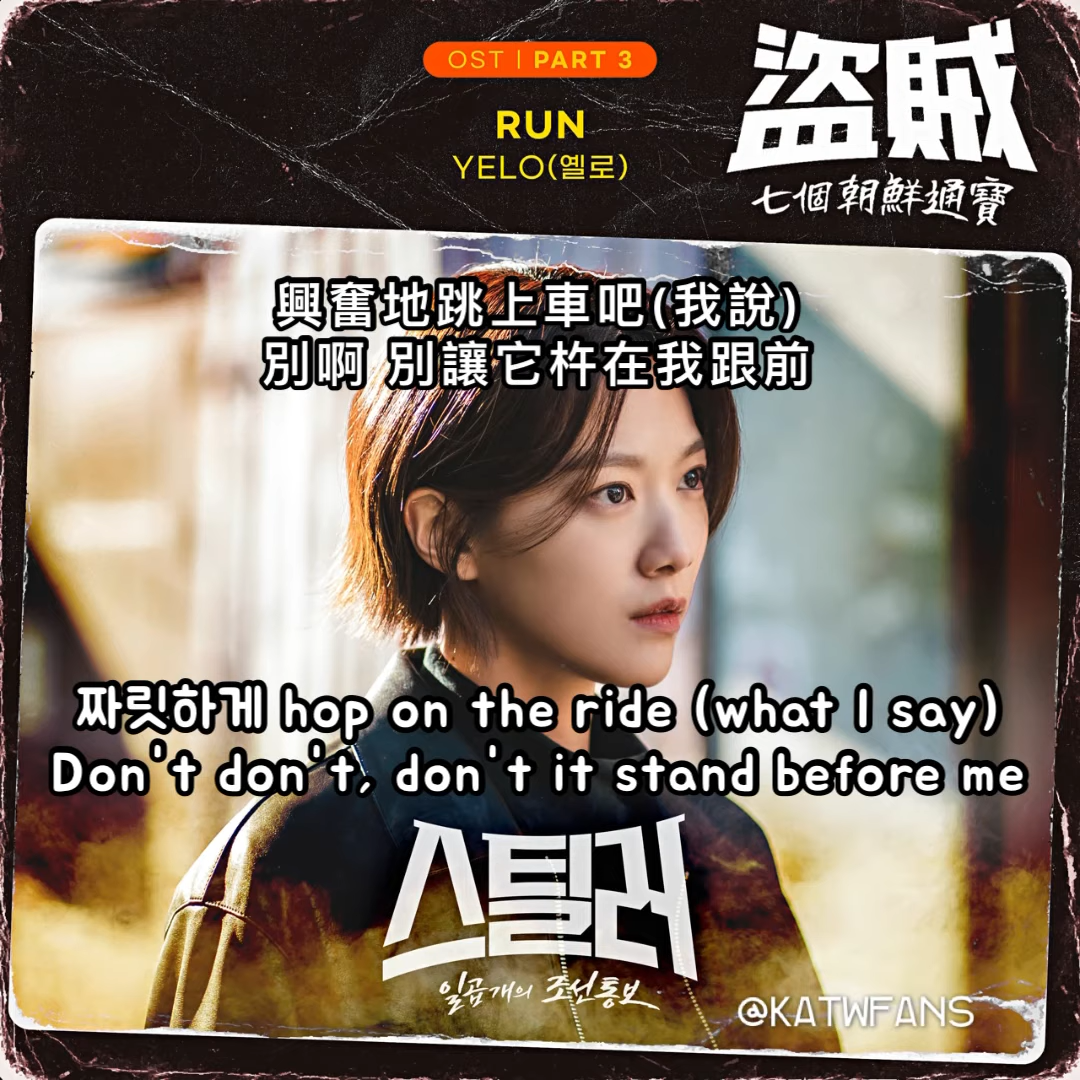 OST | PART 3
RUN
YELO(옐로)
盜賊
七個朝鮮通寶
興奮地跳上車吧(我說)
別啊 別讓它杵在我跟前
짜릿하게 hop on the ride (what I say)
Don't don't, don't it stand before me
스틸러
일곱개의 조선통보
@KATWFANS